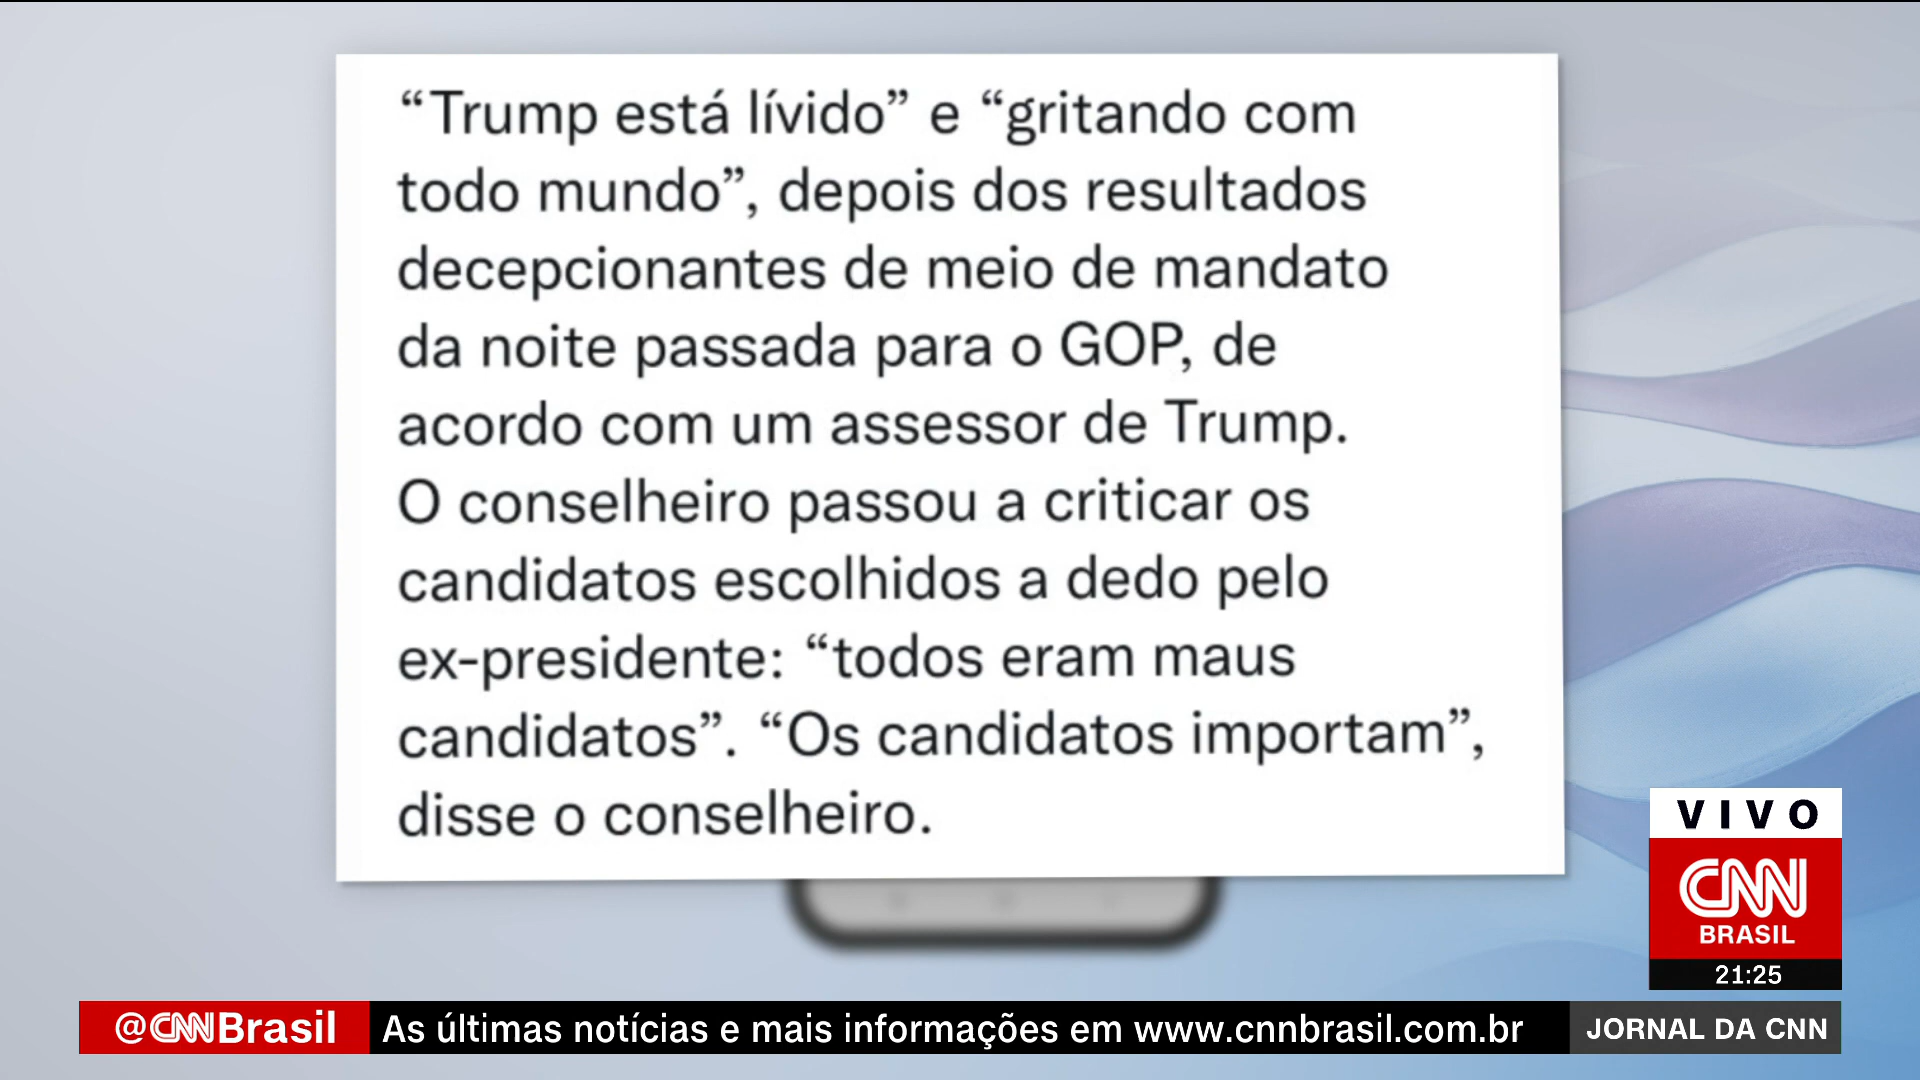 “Trump está lívido” e “gritando com
todo mundo”, depois dos resultados
decepcionantes de meio de mandato
da noite passada para o GOP, de
acordo com um assessor de Trump.
O conselheiro passou a criticar os
candidatos escolhidos a dedo pelo
ex-presidente: “todos eram maus
candidatos”. “Os candidatos importam”,
disse o conselheiro.
VIVO
CNN
BRASIL
21:25
@CNNBrasil As últimas notícias e mais informações em www.cnnbrasil.com.br JORNAL DA CNN